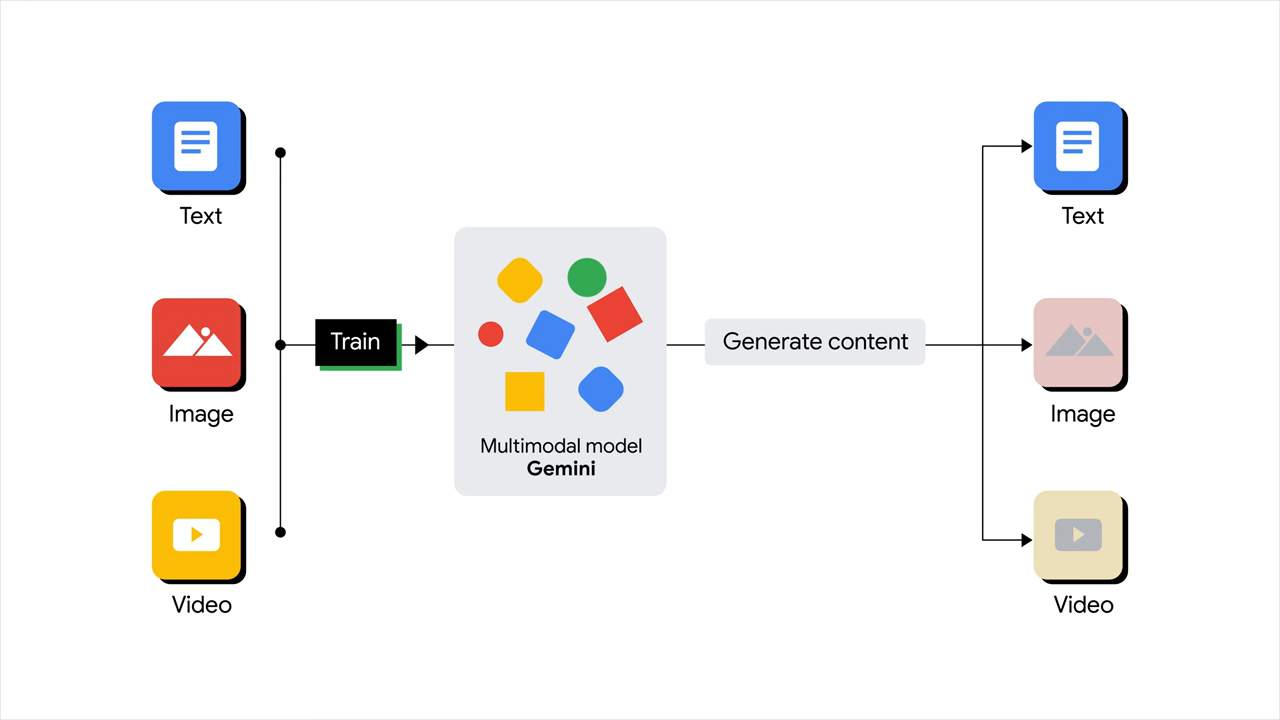 Text
Image
Video
Train
Multimodal model
Gemini
Generate content
Text
Image
Video